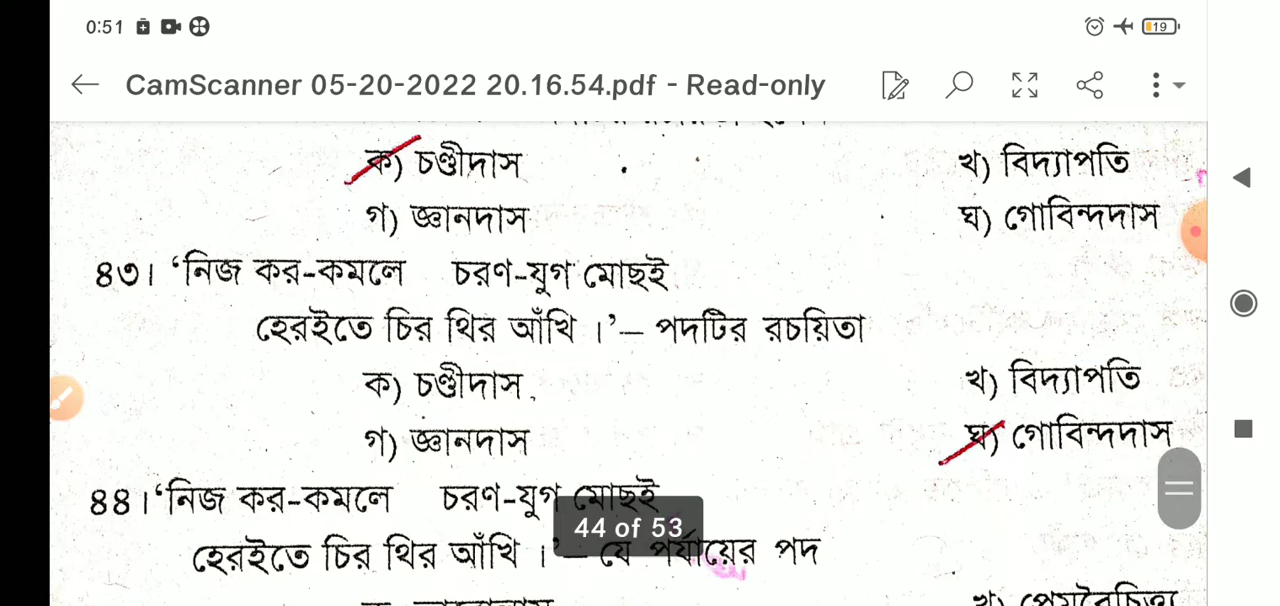 0:51 19
CamScanner 05-20-2022 20.16.54.pdf - Read-only
ক) চণ্ডীদাস খ) বিদ্যাপতি
গ) জ্ঞানদাস ঘ) গোবিন্দদাস
৪৩। ‘নিজ কর-কমলে চরণ-যুগ মোছই
হেরইতে চির থির আঁখি।’– পদটির রচয়িতা
ক) চণ্ডীদাস খ) বিদ্যাপতি
গ) জ্ঞানদাস ঘ) গোবিন্দদাস
৪৪। ‘নিজ কর-কমলে চরণ-যুগ মোছই
44 of 53
হেরইতে চির থির আঁখি।’– যে পর্যায়ের পদ
খ) প্রেমবৈচিত্ত্য